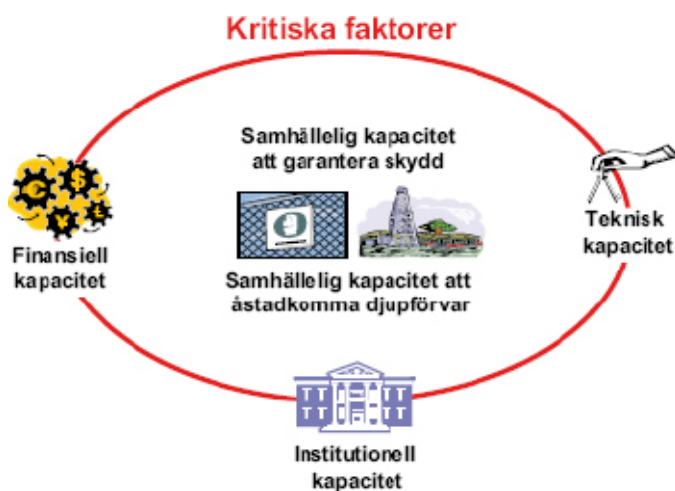 Kritiska faktorer
Samhällelig kapacitet
att garantera skydd
Finansiell
kapacitet
Teknisk
kapacitet
Samhällelig kapacitet att
åstadkomma djupförvar
Institutionell
kapacitet